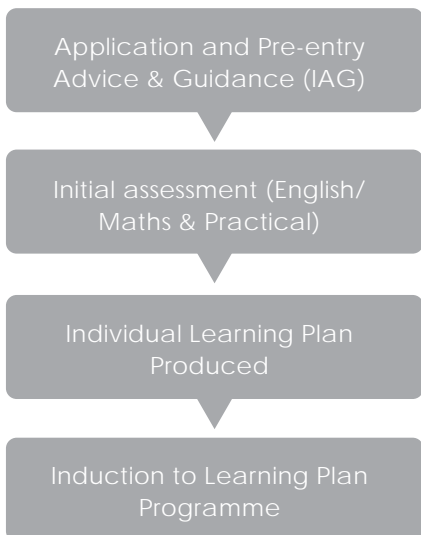 Application and Pre-entry
Advice & Guidance (IAG)
Initial assessment (English/
Maths & Practical)
Individual Learning Plan
Produced
Induction to Learning Plan
Programme